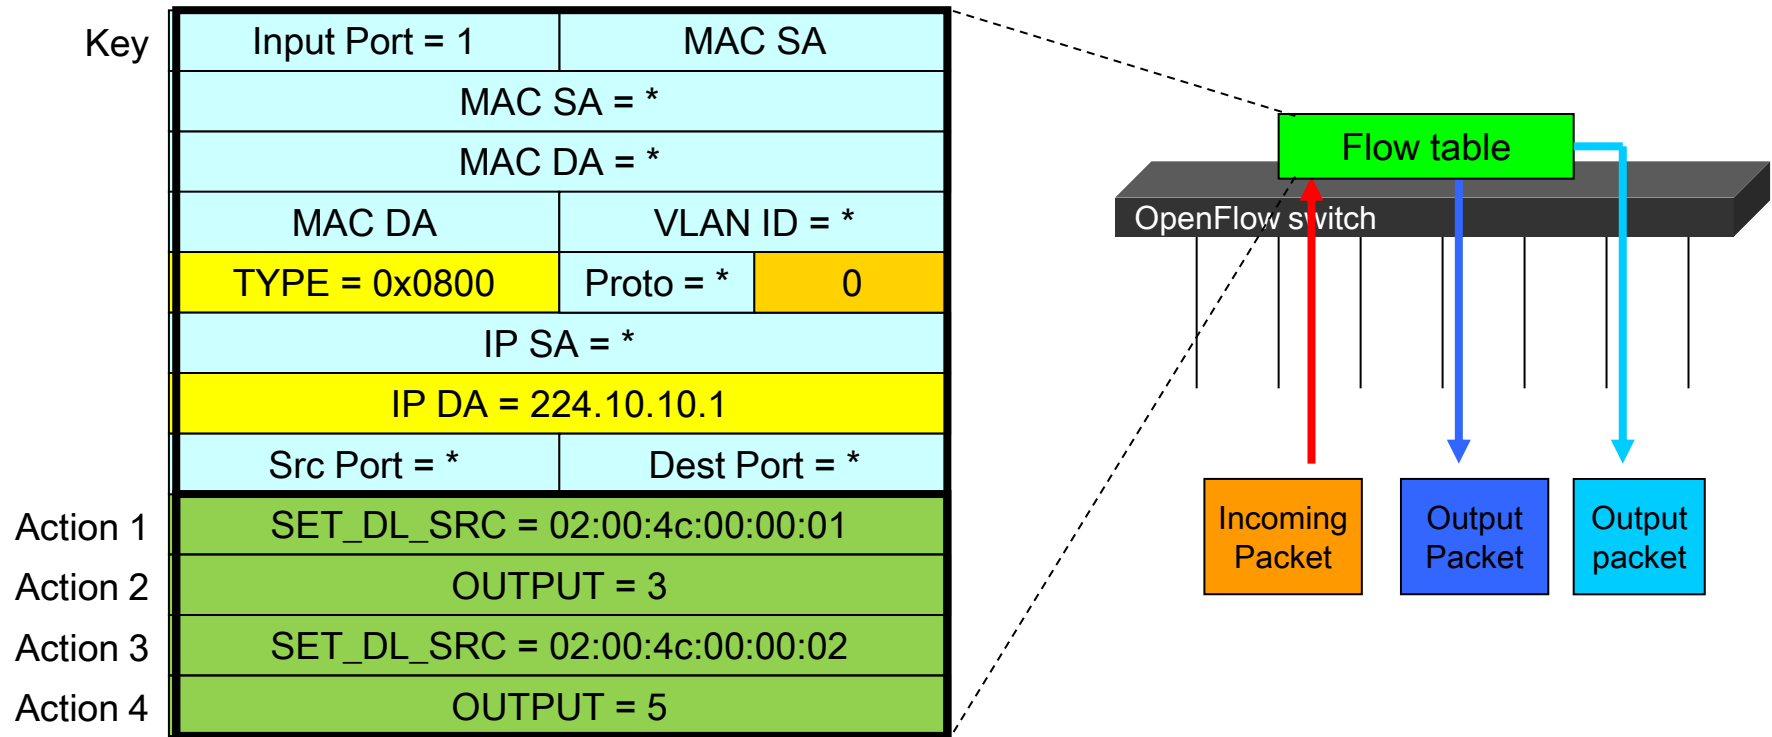 Key
Input Port = 1
MAC SA
MAC SA = *
MAC DA = *
MAC DA
VLAN ID = *
TYPE = 0x0800
Proto = *
0
IP SA = *
IP DA = 224.10.10.1
Src Port = *
Dest Port = *
Action 1
SET_DL_SRC = 02:00:4c:00:00:01
Action 2
OUTPUT = 3
Action 3
SET_DL_SRC = 02:00:4c:00:00:02
Action 4
OUTPUT = 5
Flow table
OpenFlow switch
Incoming
Packet
Output
Packet
Output
packet